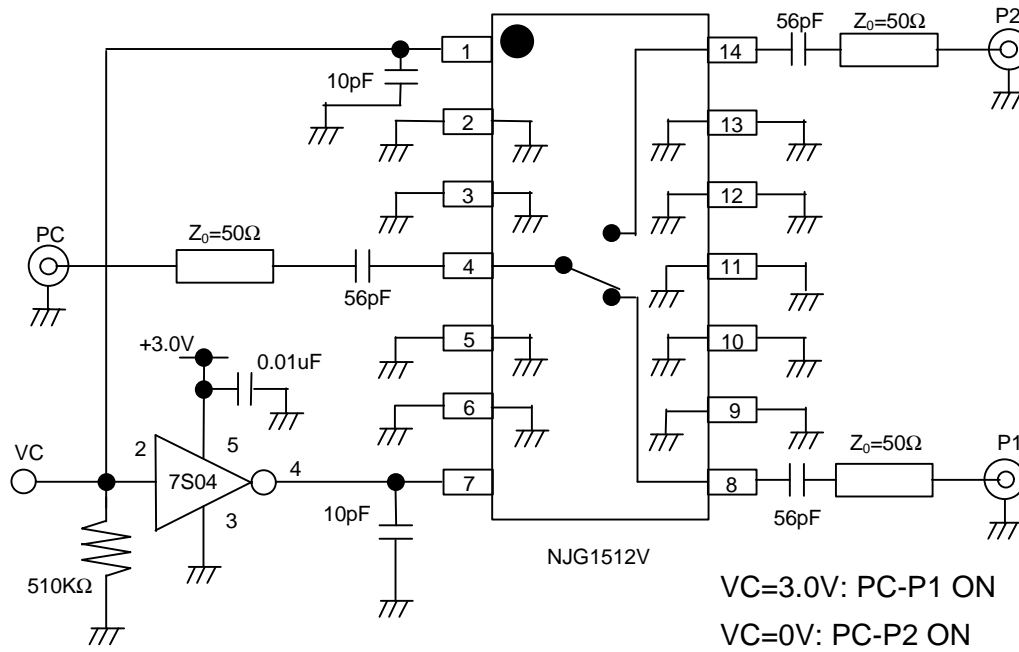 56pF
Z₀=50Ω
P2
1
14
10pF
2
13
3
12
PC
Z₀=50Ω
4
11
56pF
5
10
+3.0V
0.01uF
6
9
VC
2
5
7S04
4
3
7
8
Z₀=50Ω
P1
10pF
56pF
510KΩ
NJG1512V
VC=3.0V: PC-P1 ON
VC=0V: PC-P2 ON